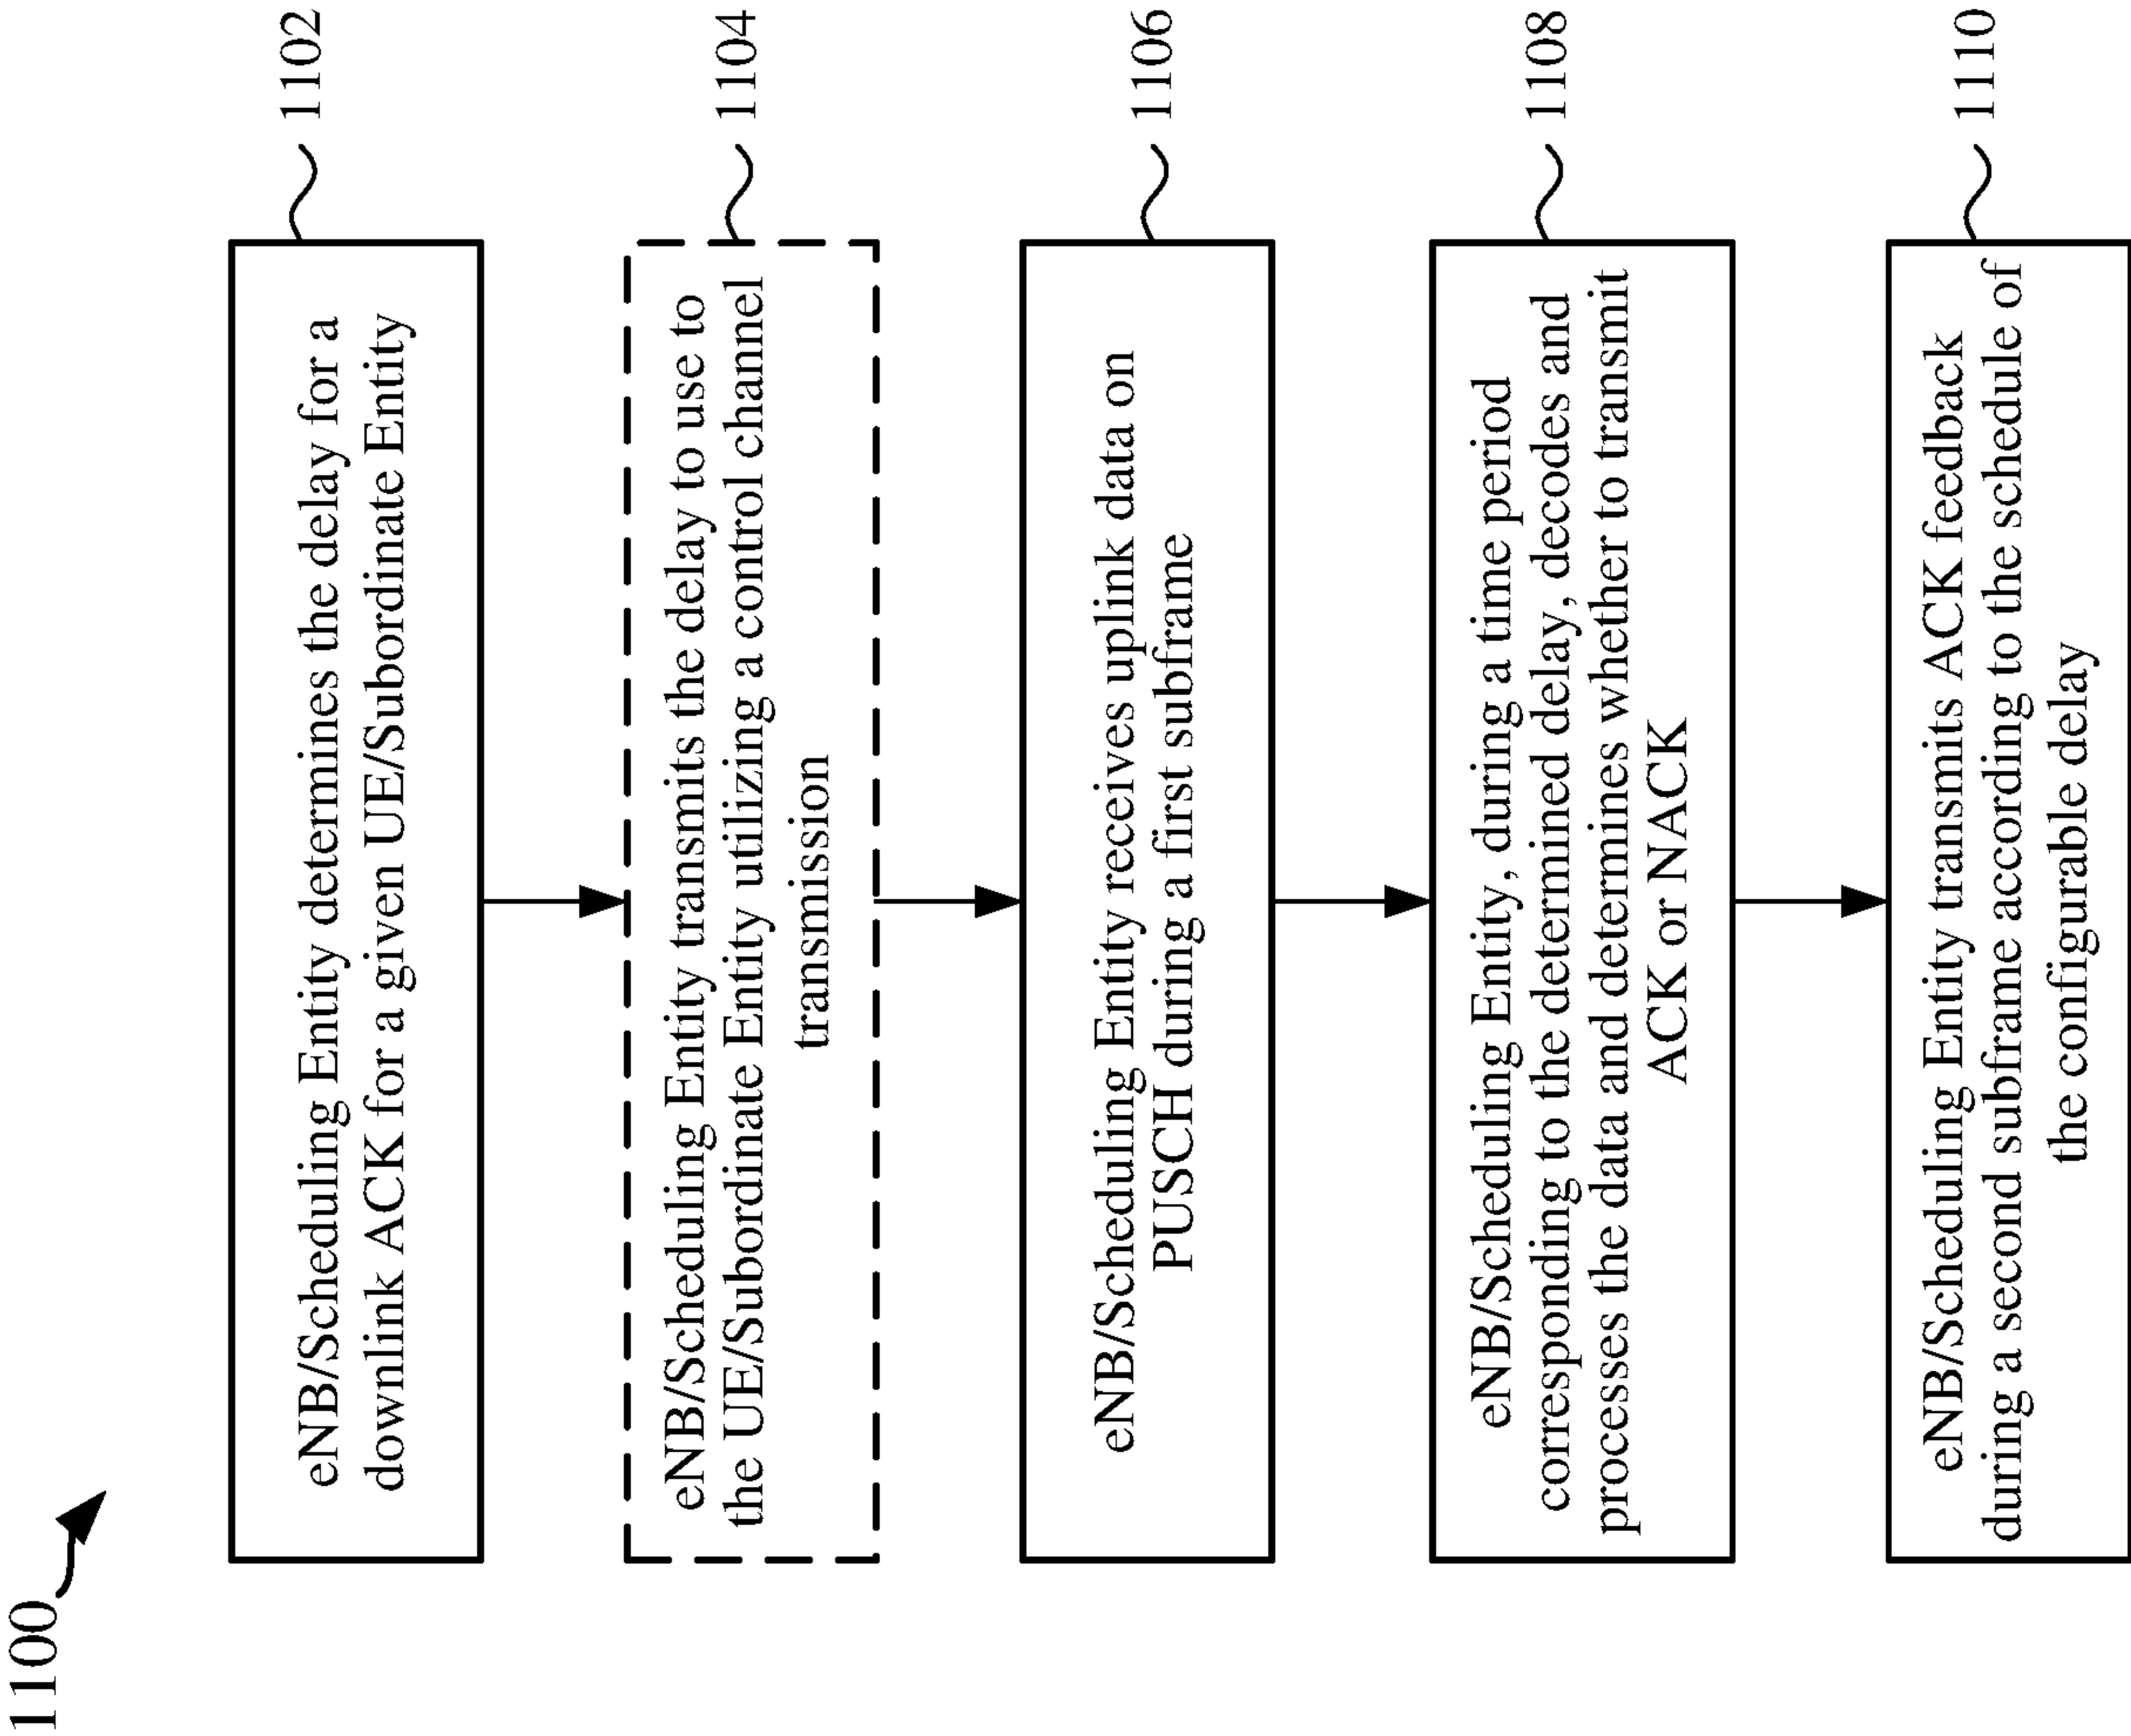 1100
eNB/Scheduling Entity determines the delay for a
downlink ACK for a given UE/Subordinate Entity
1102
eNB/Scheduling Entity transmits the delay to use to
the UE/Subordinate Entity utilizing a control channel
transmission
1104
eNB/Scheduling Entity receives uplink data on
PUSCH during a first subframe
1106
eNB/Scheduling Entity, during a time period
corresponding to the determined delay, decodes and
processes the data and determines whether to transmit
ACK or NACK
1108
eNB/Scheduling Entity transmits ACK feedback
during a second subframe according to the schedule of
the configurable delay
1110